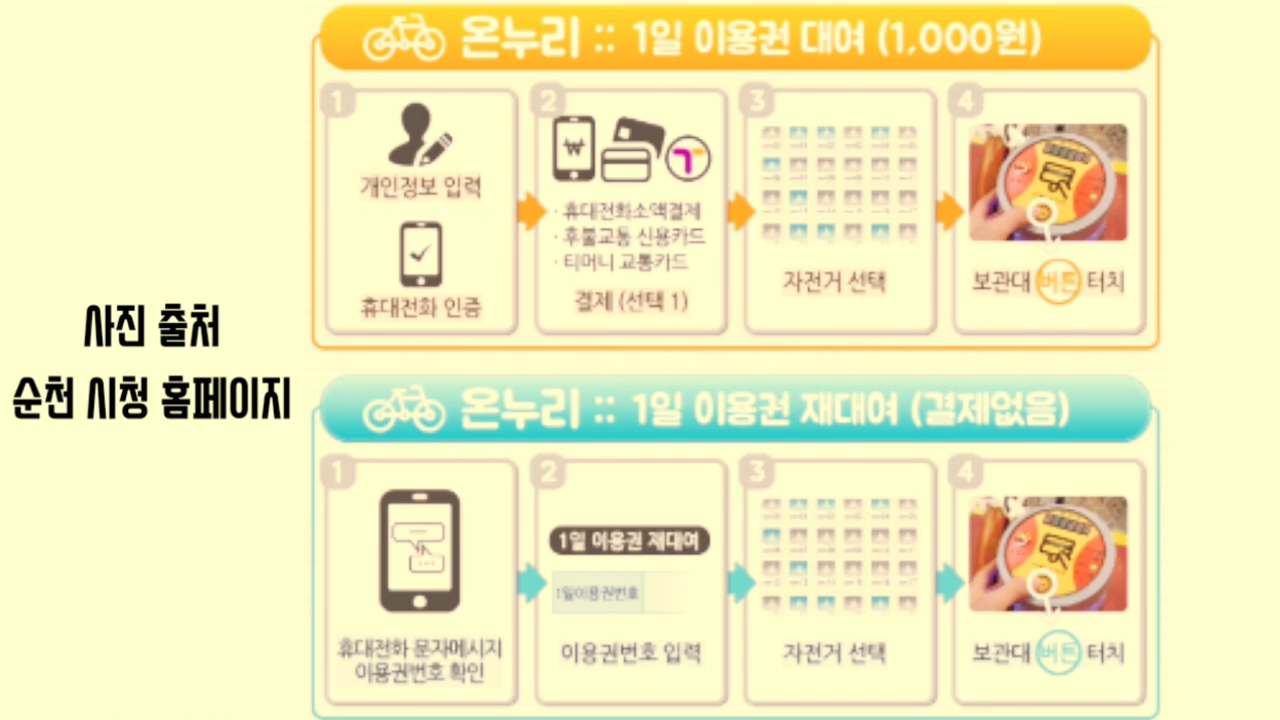 온누리 :: 1일 이용권 대여 (1,000원)
1
개인정보 입력
휴대전화 인증
2
· 휴대전화소액결제
· 후불교통 신용카드
· 티머니 교통카드
결제 (선택 1)
3
자전거 선택
4
보관대 버튼 터치
사진 출처
순천 시청 홈페이지
온누리 :: 1일 이용권 재대여 (결제없음)
1
휴대전화 문자메시지
이용권번호 확인
2
1일 이용권 재대여
1일이용권번호
이용권번호 입력
3
자전거 선택
4
보관대 버튼 터치